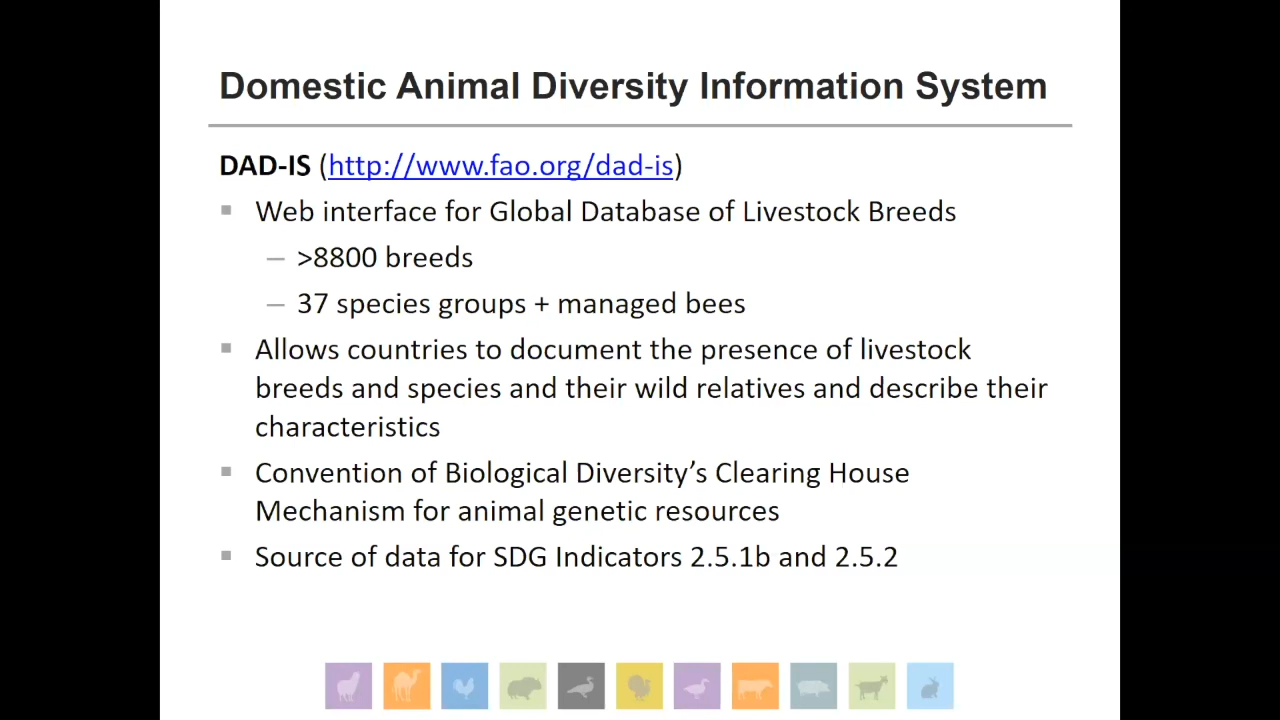 Domestic Animal Diversity Information System
DAD-IS (http://www.fao.org/dad-is)
▪ Web interface for Global Database of Livestock Breeds
– >8800 breeds
– 37 species groups + managed bees
▪ Allows countries to document the presence of livestock
breeds and species and their wild relatives and describe their
characteristics
▪ Convention of Biological Diversity’s Clearing House
Mechanism for animal genetic resources
▪ Source of data for SDG Indicators 2.5.1b and 2.5.2